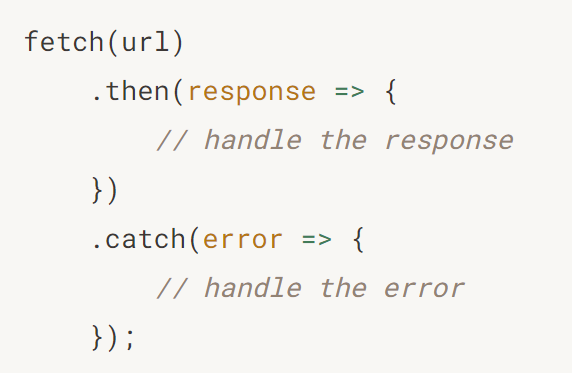 fetch(url)
    .then(response => {
        // handle the response
    })
    .catch(error => {
        // handle the error
    });